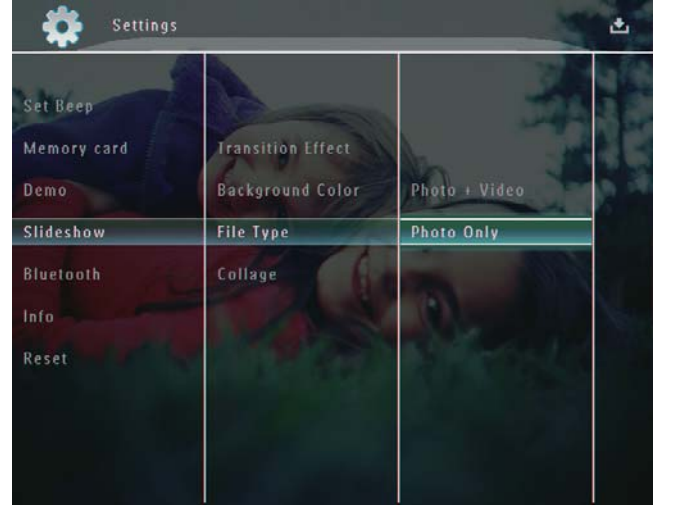 Settings
Set Beep
Memory card
Demo
Slideshow
Bluetooth
Info
Reset
Transition Effect
Background Color
File Type
Collage
Photo + Video
Photo Only